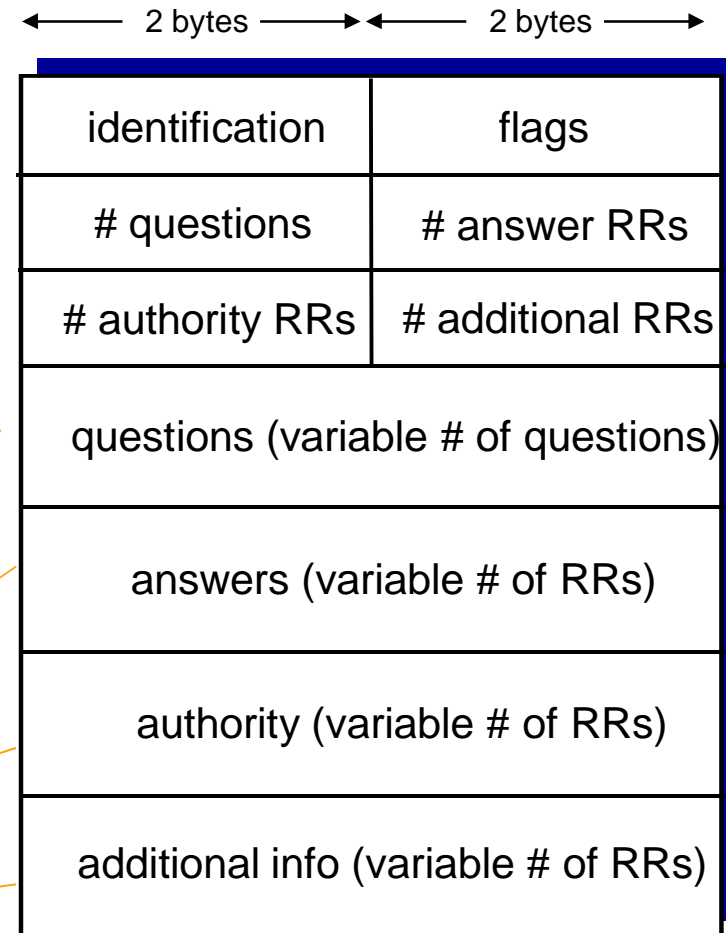 2 bytes 2 bytes
identification flags
# questions # answer RRs
# authority RRs # additional RRs
questions (variable # of questions)
answers (variable # of RRs)
authority (variable # of RRs)
additional info (variable # of RRs)